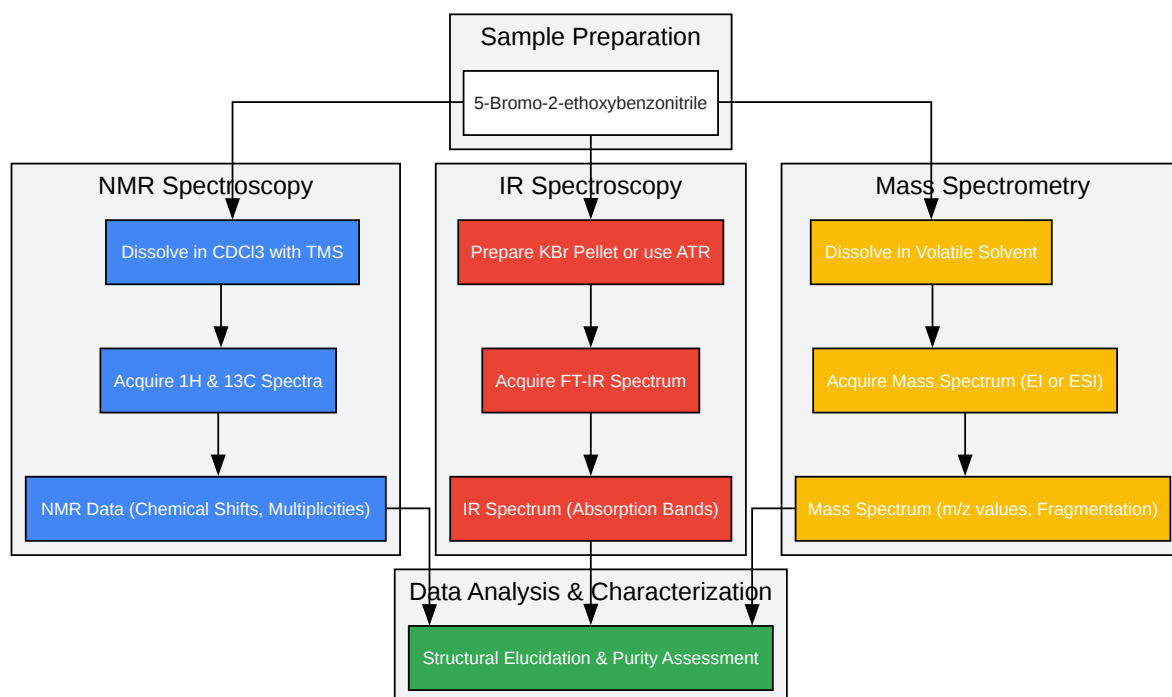 Sample Preparation
5-Bromo-2-ethoxybenzonitrile
NMR Spectroscopy
IR Spectroscopy
Mass Spectrometry
Dissolve in CDCl3 with TMS
Prepare KBr Pellet or use ATR
Dissolve in Volatile Solvent
Acquire 1H & 13C Spectra
Acquire FT-IR Spectrum
Acquire Mass Spectrum (EI or ESI)
NMR Data (Chemical Shifts, Multiplicities)
IR Spectrum (Absorption Bands)
Mass Spectrum (m/z values, Fragmentation)
Data Analysis & Characterization
Structural Elucidation & Purity Assessment